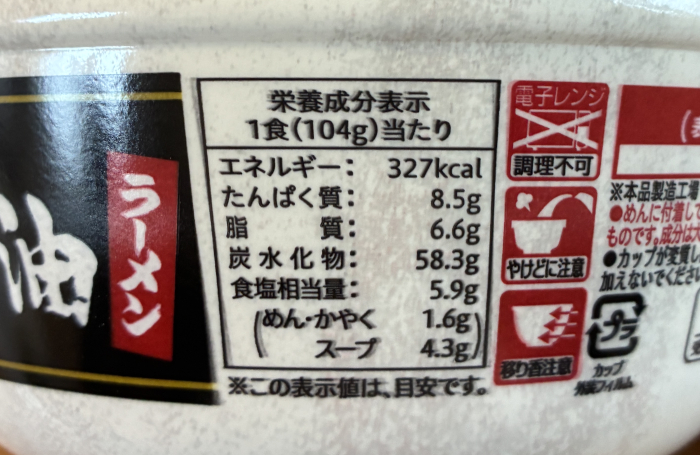 油
ラーメン
栄養成分表示
1食(104g)当たり
エネルギー: 327kcal
たんぱく質: 8.5g
脂質: 6.6g
炭水化物: 58.3g
食塩相当量: 5.9g
(めん・かやく 1.6g
スープ 4.3g)
※この表示値は、目安です。
電子レンジ
調理不可
やけどに注意
移り香注意
プラ
カップ
外装フィルム
※本品製造工
●めんに付着して
ものです。成分は大
●カップが変質し
加えないでくださ